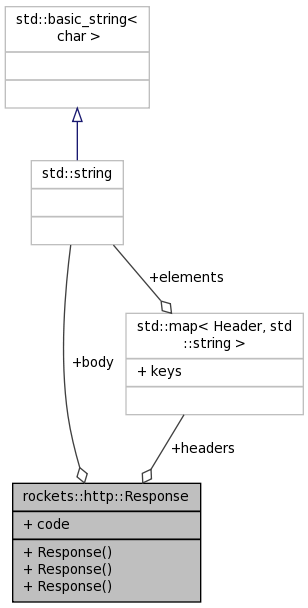 std::basic_string<
char >
std::string
+elements
std::map< Header, std
::string >
+ keys
+body
+headers
rockets::http::Response
+ code
+ Response()
+ Response()
+ Response()